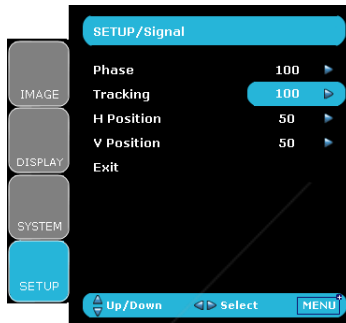 SETUP/Signal
Phase 100
IMAGE
Tracking 100
H Position 50
V Position 50
DISPLAY
Exit
SYSTEM
SETUP
Up/Down Select MENU